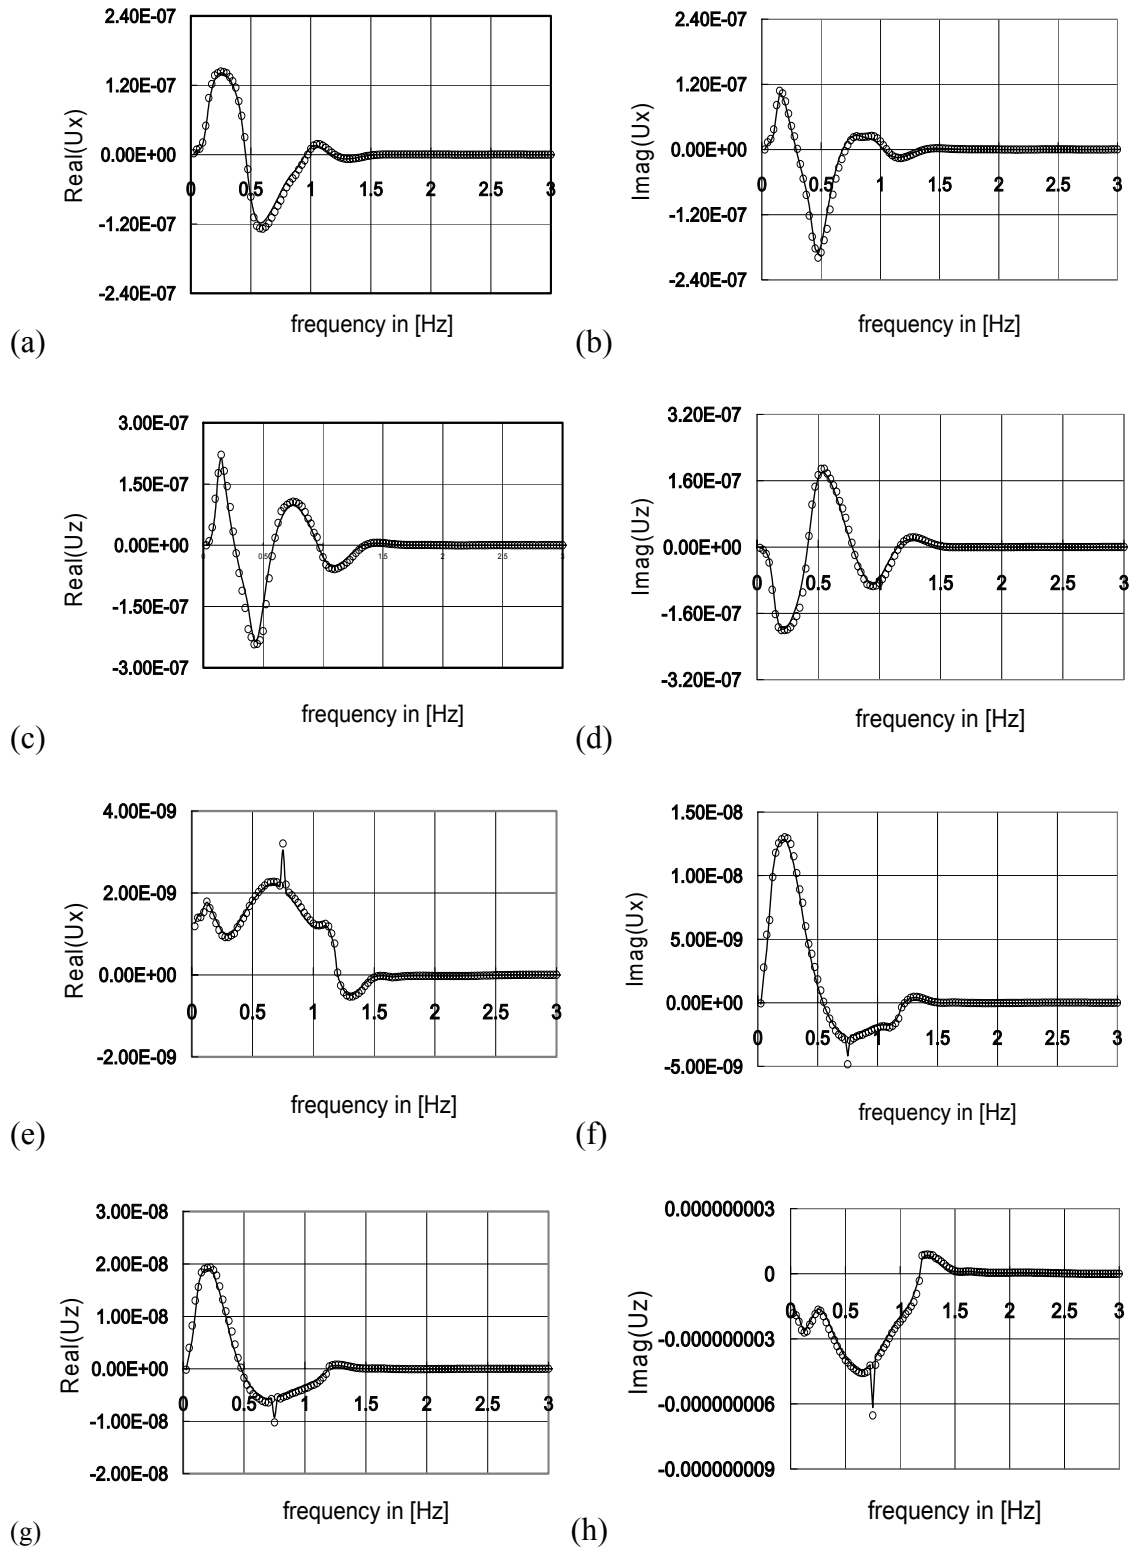 2.40E-07
1.20E-07
0.00E+00
-1.20E-07
-2.40E-07
0 0.5 1 1.5 2 2.5 3
Real(Ux)
frequency in [Hz]
(a)
2.40E-07
1.20E-07
0.00E+00
-1.20E-07
-2.40E-07
0 0.5 1 1.5 2 2.5 3
Imag(Ux)
frequency in [Hz]
(b)
3.00E-07
1.50E-07
0.00E+00
-1.50E-07
-3.00E-07
0 0.5 1 1.5 2 2.5 3
Real(Uz)
frequency in [Hz]
(c)
3.20E-07
1.60E-07
0.00E+00
-1.60E-07
-3.20E-07
0 0.5 1 1.5 2 2.5 3
Imag(Uz)
frequency in [Hz]
(d)
4.00E-09
2.00E-09
0.00E+00
-2.00E-09
0 0.5 1 1.5 2 2.5 3
Real(Ux)
frequency in [Hz]
(e)
1.50E-08
1.00E-08
5.00E-09
0.00E+00
-5.00E-09
0 0.5 1 1.5 2 2.5 3
Imag(Ux)
frequency in [Hz]
(f)
3.00E-08
2.00E-08
1.00E-08
0.00E+00
-1.00E-08
-2.00E-08
0 0.5 1 1.5 2 2.5 3
Real(Uz)
frequency in [Hz]
(g)
0.000000003
0
-0.000000003
-0.000000006
-0.000000009
0 0.5 1 1.5 2 2.5 3
Imag(Uz)
frequency in [Hz]
(h)